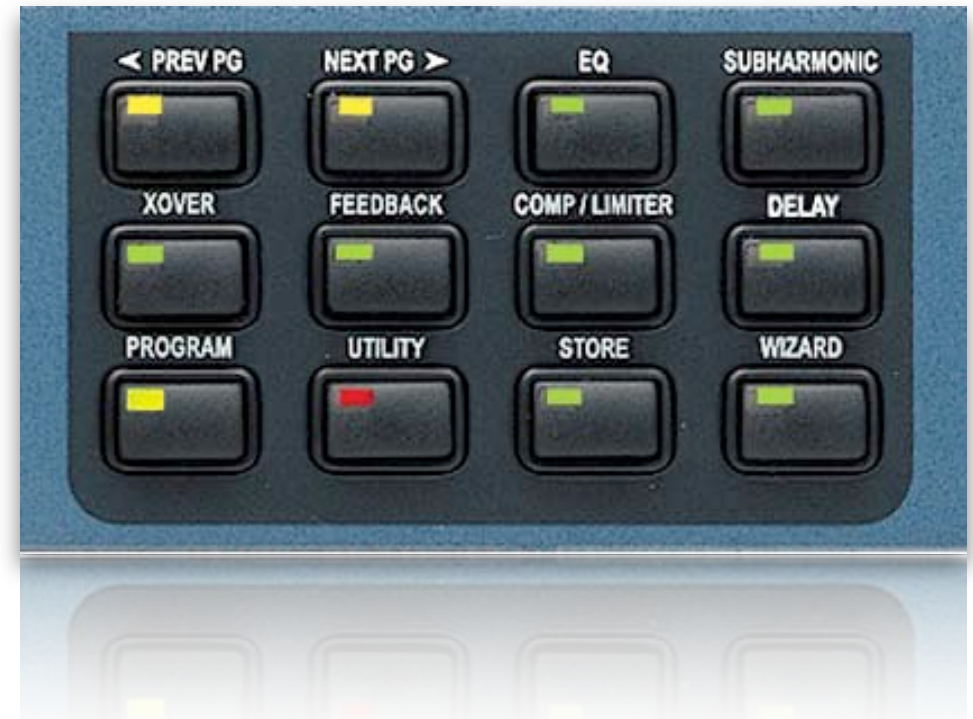 < PREV PG NEXT PG > EQ SUBHARMONIC
XOVER FEEDBACK COMP / LIMITER DELAY
PROGRAM UTILITY STORE WIZARD